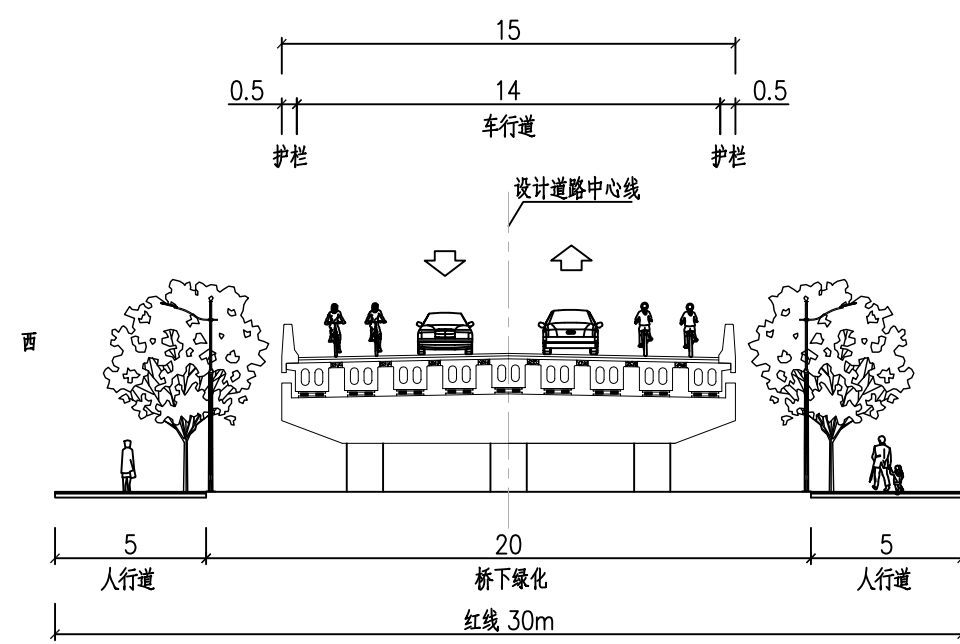 15
0.5 14 0.5
车行道
护栏 护栏
设计道路中心线
西
5 20 5
人行道 桥下绿化 人行道
红线 30m